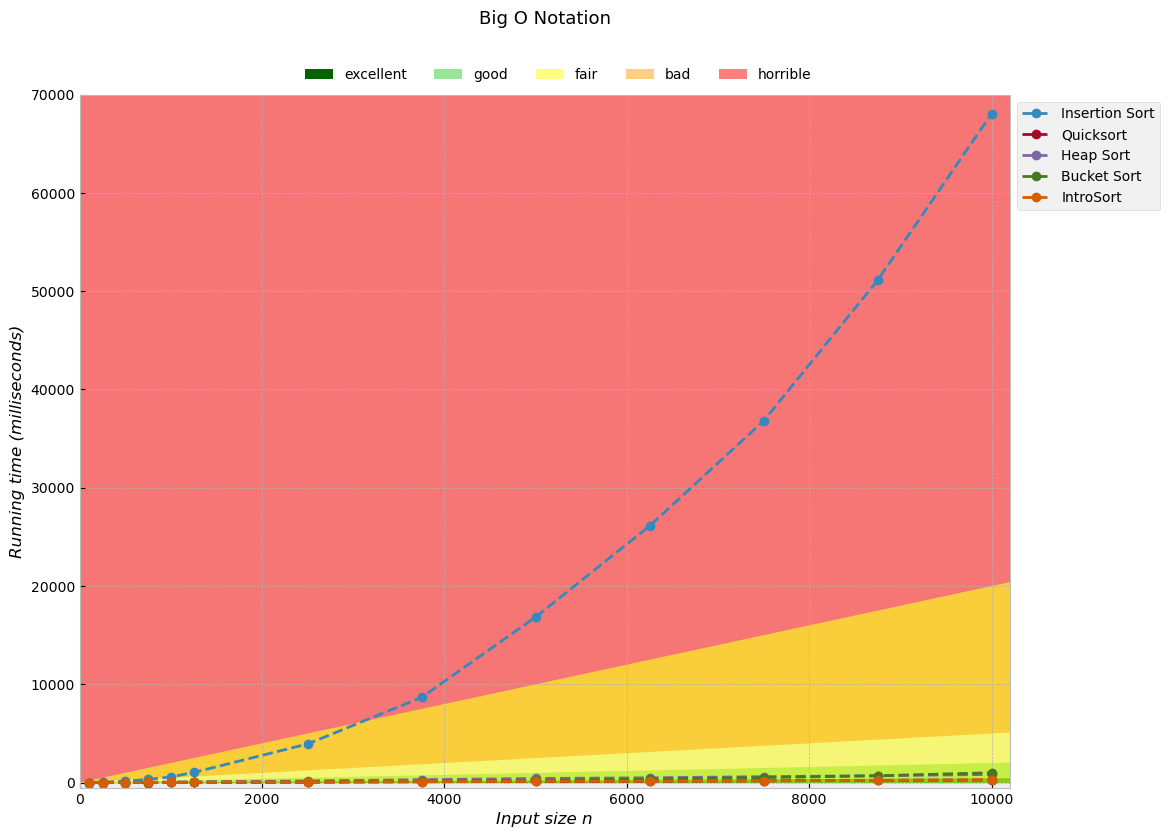 Big O Notation
excellent good fair bad horrible
70000
60000
50000
40000
30000
20000
10000
0
0 2000 4000 6000 8000 10000
Running time (milliseconds)
Input size n
Insertion Sort
Quicksort
Heap Sort
Bucket Sort
IntroSort